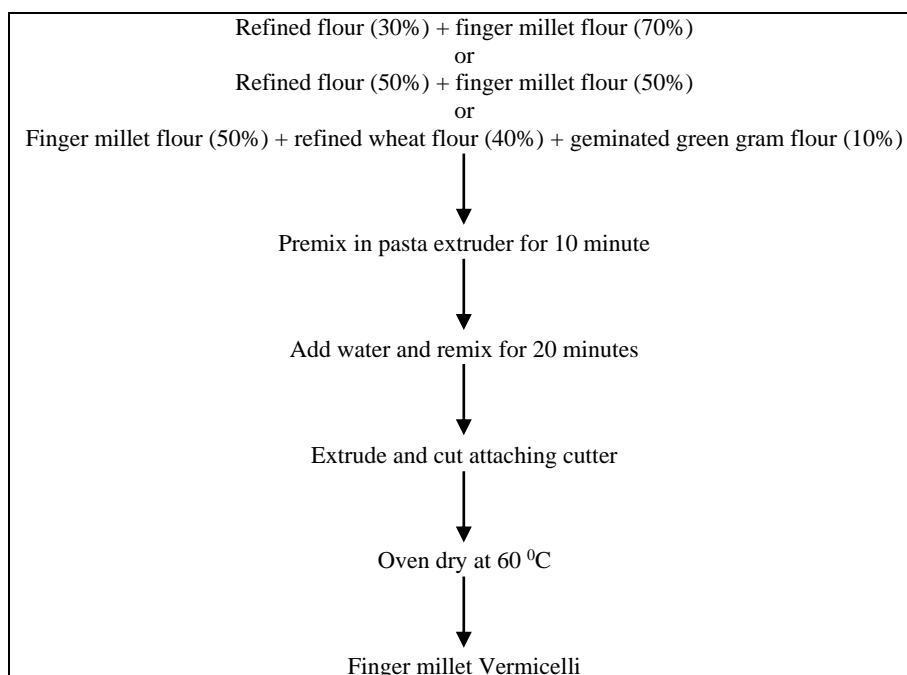 Refined flour (30%) + finger millet flour (70%)
or
Refined flour (50%) + finger millet flour (50%)
or
Finger millet flour (50%) + refined wheat flour (40%) + geminated green gram flour (10%)
Premix in pasta extruder for 10 minute
Add water and remix for 20 minutes
Extrude and cut attaching cutter
Oven dry at 60 ⁰C
Finger millet Vermicelli